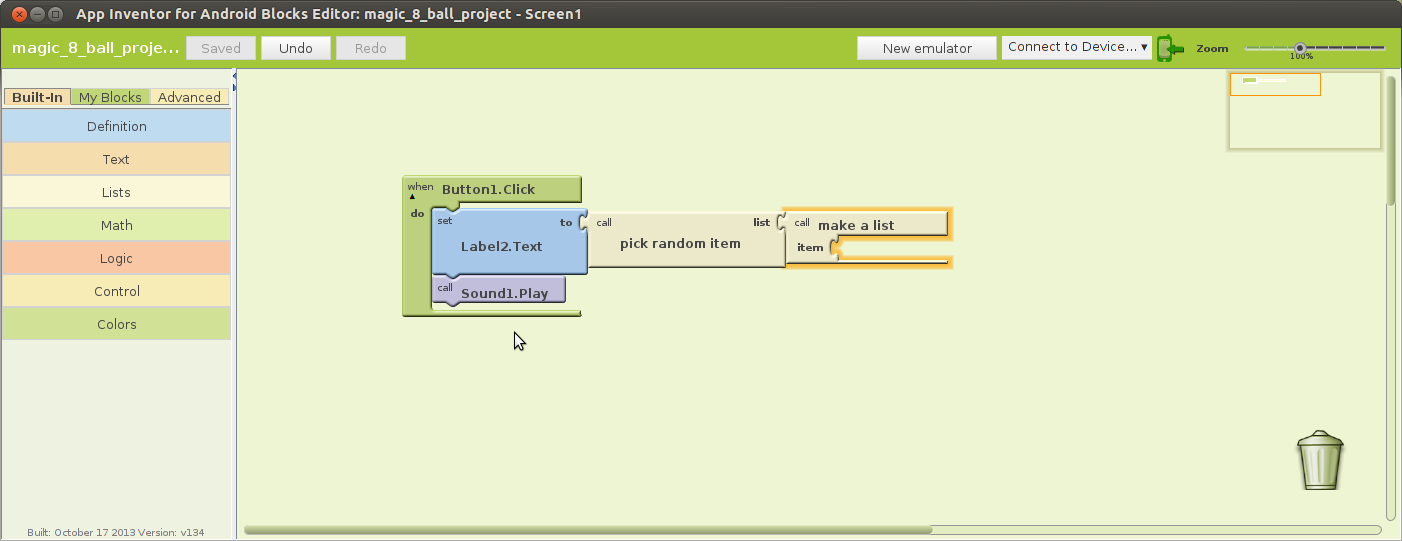 App Inventor for Android Blocks Editor: magic_8_ball_project - Screen1
magic_8_ball_proje... Saved Undo Redo New emulator Connect to Device... Zoom
100%
Built-In My Blocks Advanced
Definition
Text
Lists
Math
Logic
Control
Colors
when Button1.Click
do
set Label2.Text to
call pick random item list
call make a list
item
call Sound1.Play
Built: October 17 2013 Version: v134